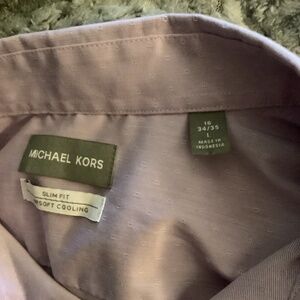 MICHAEL KORS
SLIM FIT
SOFT COOLING
16
34/35
L
MADE IN
INDONESIA